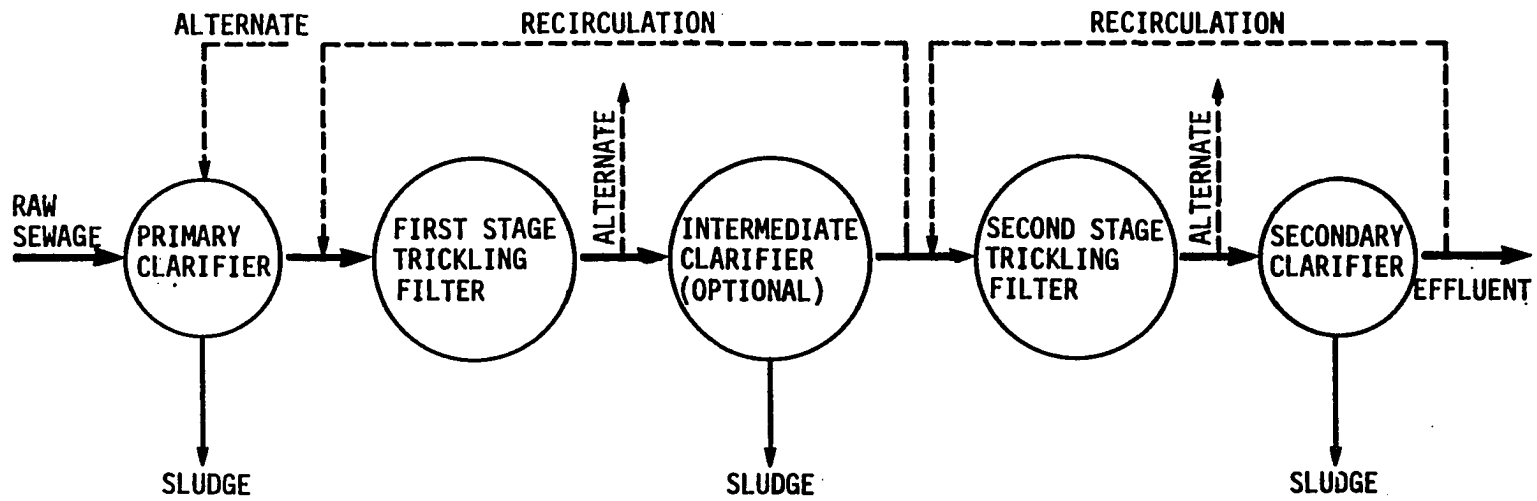 ALTERNATE
RECIRCULATION
RECIRCULATION
RAW
SEWAGE
PRIMARY
CLARIFIER
FIRST STAGE
TRICKLING
FILTER
ALTERNATE
INTERMEDIATE
CLARIFIER
(OPTIONAL)
SECOND STAGE
TRICKLING
FILTER
ALTERNATE
SECONDARY
CLARIFIER
EFFLUENT
SLUDGE
SLUDGE
SLUDGE